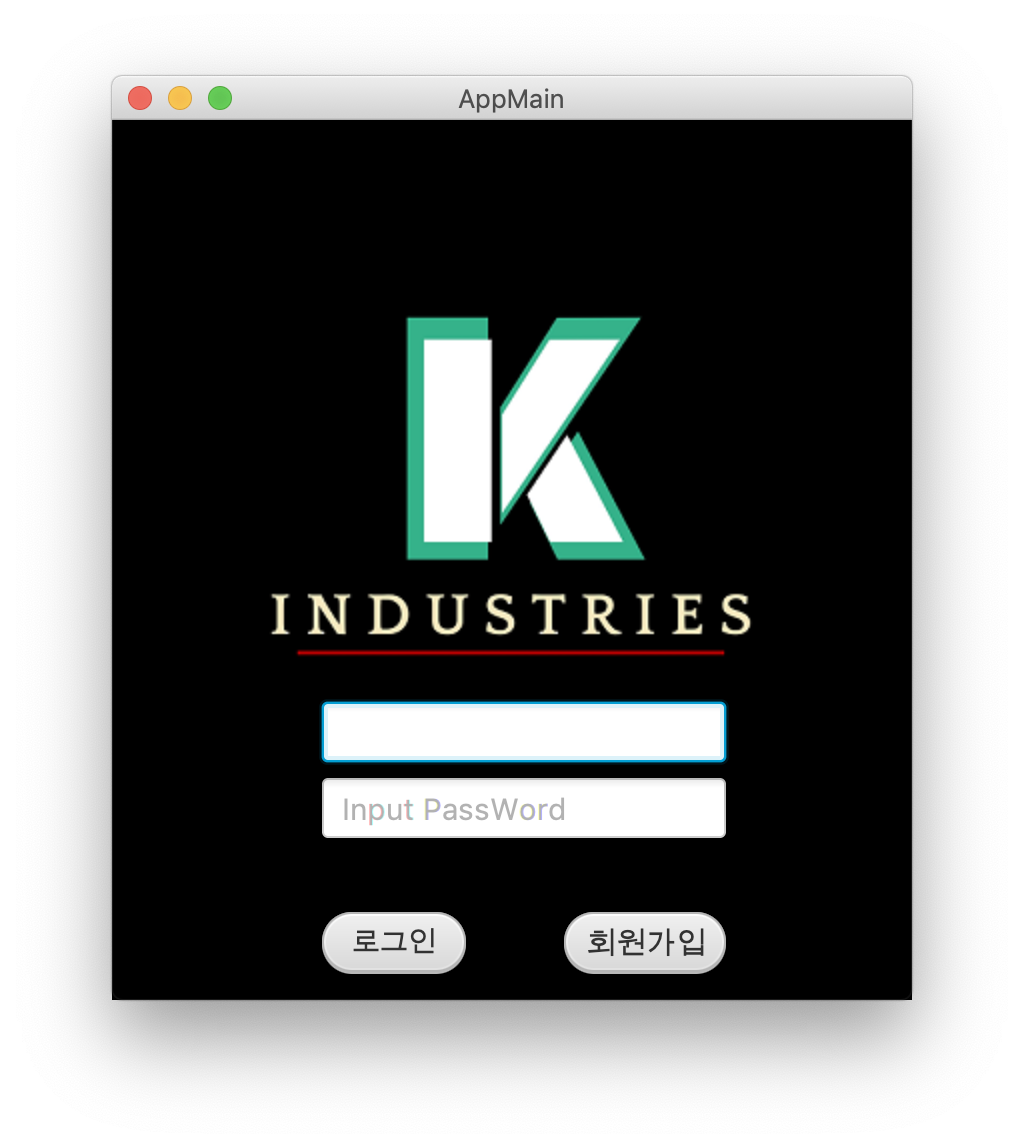 AppMain
K
INDUSTRIES
Input PassWord
로그인 회원가입